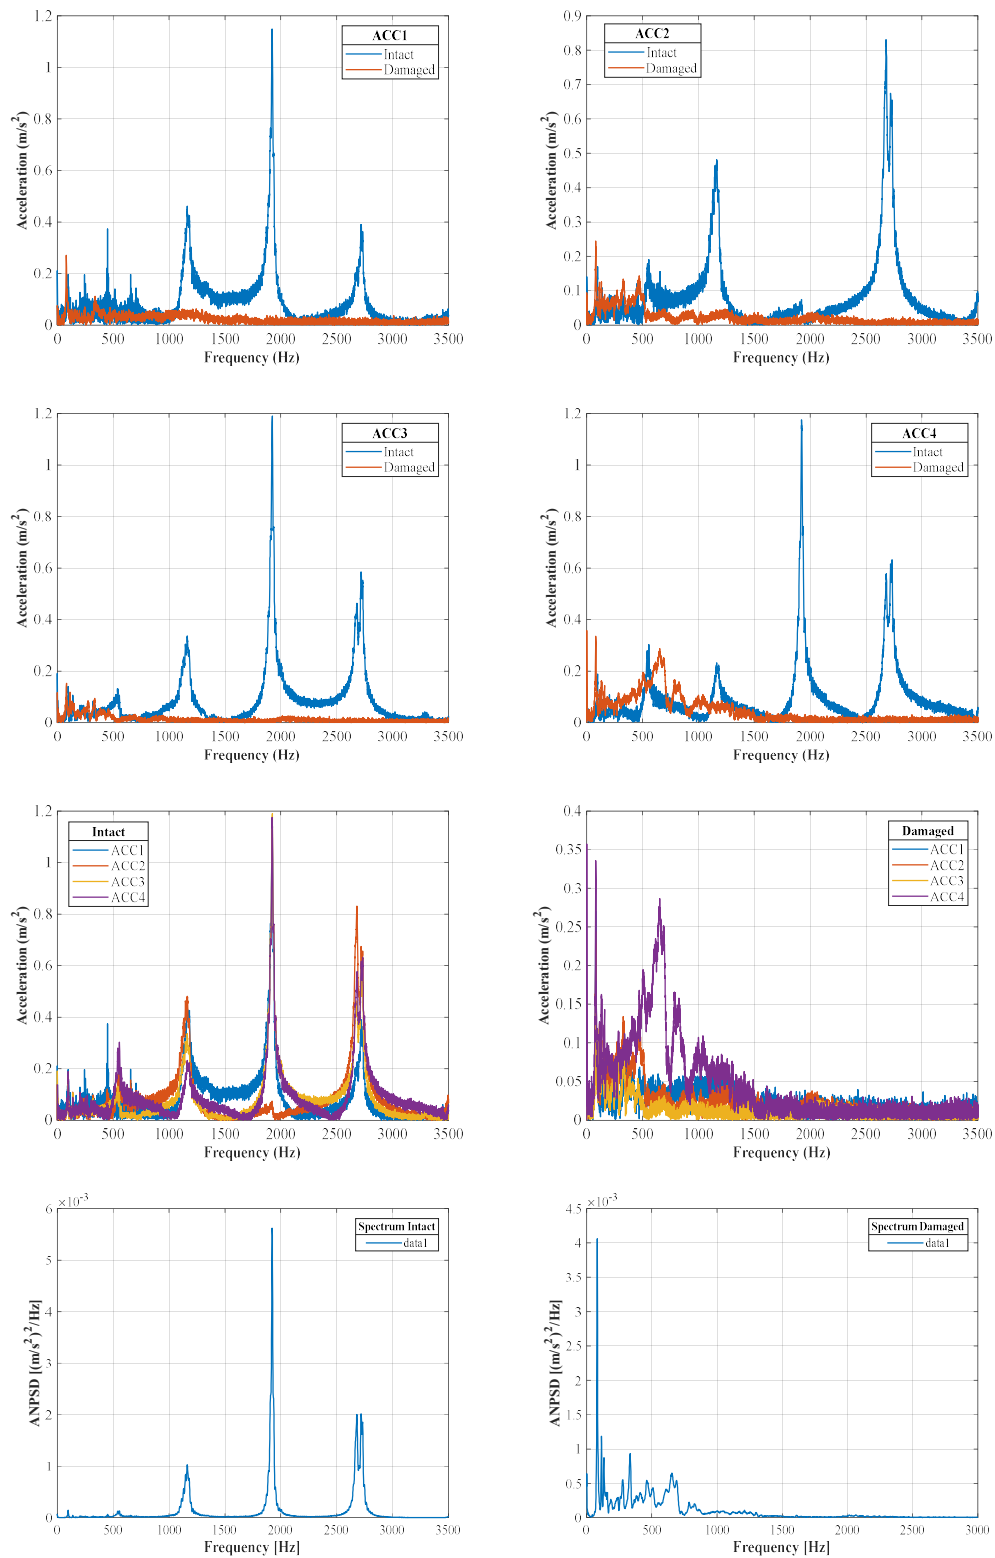 ACC1
Intact
Damaged
Acceleration (m/s²)
0 0.2 0.4 0.6 0.8 1 1.2
0 500 1000 1500 2000 2500 3000 3500
Frequency (Hz)
ACC2
Intact
Damaged
Acceleration (m/s²)
0 0.1 0.2 0.3 0.4 0.5 0.6 0.7 0.8 0.9
0 500 1000 1500 2000 2500 3000 3500
Frequency (Hz)
ACC3
Intact
Damaged
Acceleration (m/s²)
0 0.2 0.4 0.6 0.8 1 1.2
0 500 1000 1500 2000 2500 3000 3500
Frequency (Hz)
ACC4
Intact
Damaged
Acceleration (m/s²)
0 0.2 0.4 0.6 0.8 1 1.2
0 500 1000 1500 2000 2500 3000 3500
Frequency (Hz)
Intact
ACC1
ACC2
ACC3
ACC4
Acceleration (m/s²)
0 0.2 0.4 0.6 0.8 1 1.2
0 500 1000 1500 2000 2500 3000 3500
Frequency (Hz)
Damaged
ACC1
ACC2
ACC3
ACC4
Acceleration (m/s²)
0 0.05 0.1 0.15 0.2 0.25 0.3 0.35 0.4
0 500 1000 1500 2000 2500 3000 3500
Frequency (Hz)
×10⁻³
Spectrum Intact
data1
ANPSD [(m/s²)²/Hz]
0 1 2 3 4 5 6
0 500 1000 1500 2000 2500 3000 3500
Frequency [Hz]
×10⁻³
Spectrum Damaged
data1
ANPSD [(m/s²)²/Hz]
0 0.5 1 1.5 2 2.5 3 3.5 4 4.5
0 500 1000 1500 2000 2500 3000
Frequency [Hz]